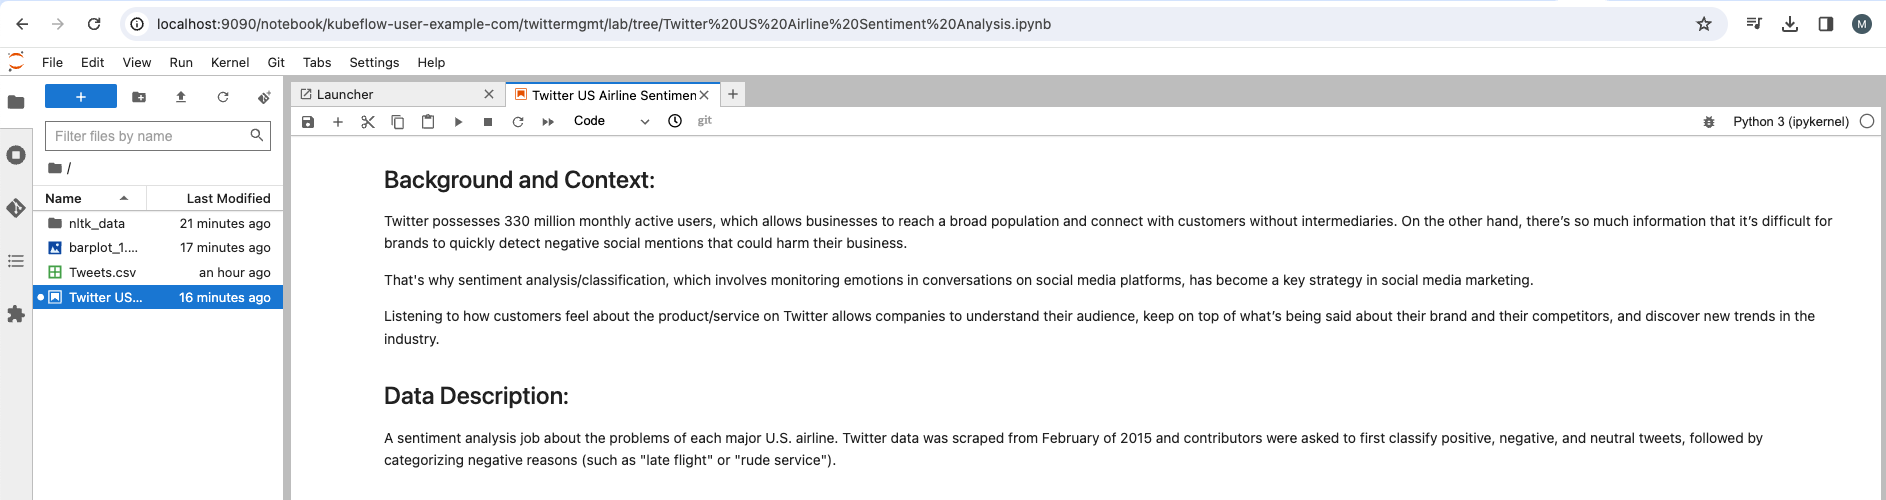 localhost:9090/notebook/kubeflow-user-example-com/twittermgmt/lab/tree/Twitter%20US%20Airline%20Sentiment%20Analysis.ipynb
M
File Edit View Run Kernel Git Tabs Settings Help
+
Launcher
Twitter US Airline Sentimen
+
Filter files by name
Code
git
Python 3 (ipykernel)
/
Name Last Modified
nltk_data 21 minutes ago
barplot_1.... 17 minutes ago
Tweets.csv an hour ago
Twitter US... 16 minutes ago
Background and Context:
Twitter possesses 330 million monthly active users, which allows businesses to reach a broad population and connect with customers without intermediaries. On the other hand, there’s so much information that it’s difficult for
brands to quickly detect negative social mentions that could harm their business.
That's why sentiment analysis/classification, which involves monitoring emotions in conversations on social media platforms, has become a key strategy in social media marketing.
Listening to how customers feel about the product/service on Twitter allows companies to understand their audience, keep on top of what’s being said about their brand and their competitors, and discover new trends in the
industry.
Data Description:
A sentiment analysis job about the problems of each major U.S. airline. Twitter data was scraped from February of 2015 and contributors were asked to first classify positive, negative, and neutral tweets, followed by
categorizing negative reasons (such as "late flight" or "rude service").